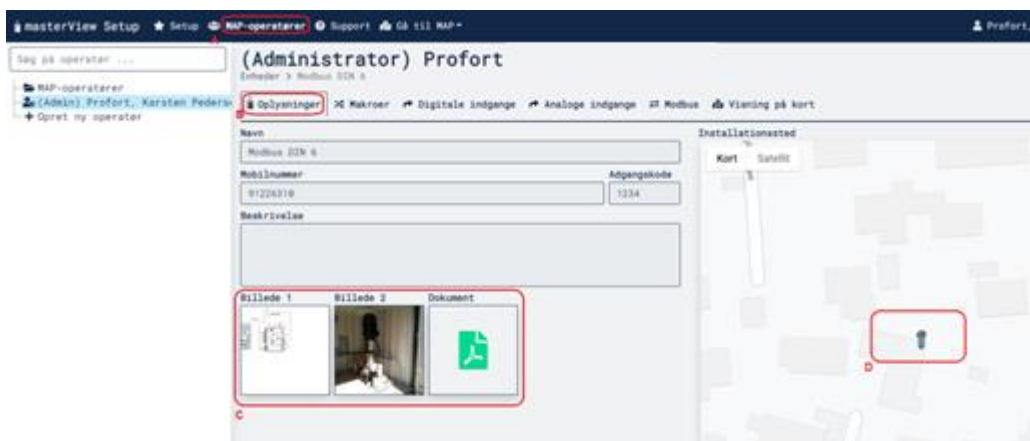 masterView Setup Setup MAP-operatører Support Gå til MAP Profort,
A
Søg på operatør ...
MAP-operatører
(Admin) Profort, Karsten Peders
Opret ny operatør
(Administrator) Profort
Enheder > Modbus DIN 6
B
Oplysninger Makroer Digitale indgange Analoge indgange Modbus Visning på kort
Navn
Modbus DIN 6
Mobilnummer Adgangskode
91226310 1234
Beskrivelse
Billede 1 Billede 2 Dokument
C
Installationssted
Kort Satellit
D